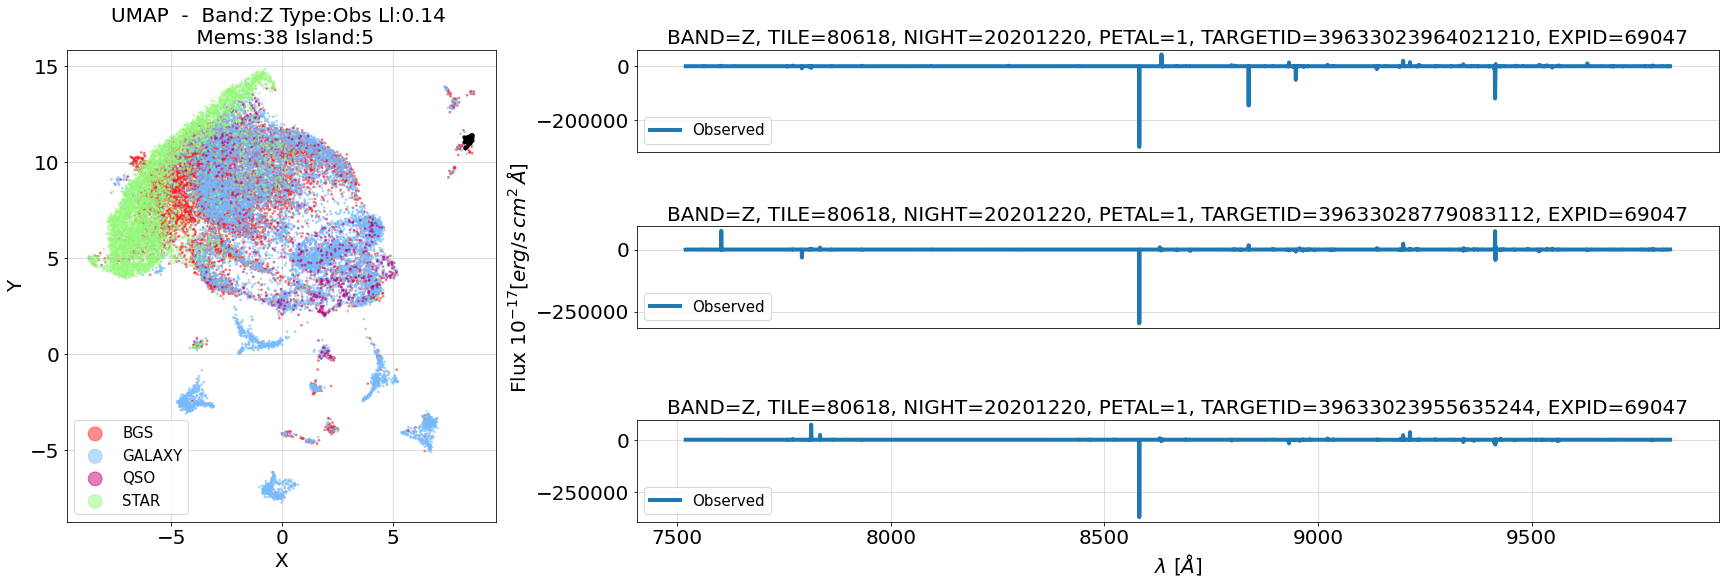 UMAP - Band:Z Type:Obs Ll:0.14
Mems:38 Island:5
15
10
5
0
−5
Y
BGS
GALAXY
QSO
STAR
−5
0
5
X
Flux 10⁻¹⁷[erg/s cm² Å]
BAND=Z, TILE=80618, NIGHT=20201220, PETAL=1, TARGETID=39633023964021210, EXPID=69047
0
−200000
Observed
BAND=Z, TILE=80618, NIGHT=20201220, PETAL=1, TARGETID=39633028779083112, EXPID=69047
0
−250000
Observed
BAND=Z, TILE=80618, NIGHT=20201220, PETAL=1, TARGETID=39633023955635244, EXPID=69047
0
−250000
Observed
7500
8000
8500
9000
9500
λ [Å]